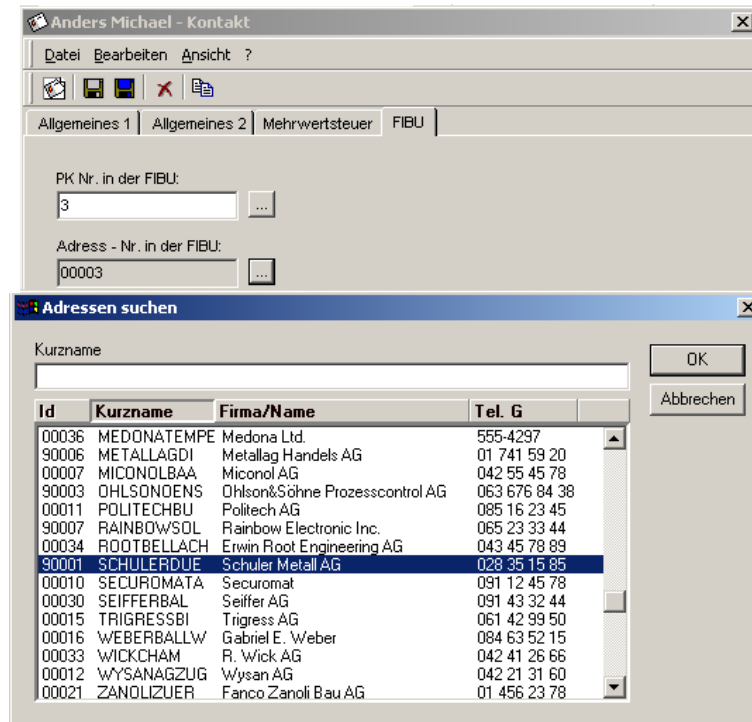 Anders Michael - Kontakt
Datei Bearbeiten Ansicht ?
Allgemeines 1 Allgemeines 2 Mehrwertsteuer FIBU
PK Nr. in der FIBU:
3 ...
Adress - Nr. in der FIBU:
00003 ...
Adressen suchen
Kurzname
OK
Abbrechen
Id Kurzname Firma/Name Tel. G
00036 MEDONATEMPE Medona Ltd. 555-4297
90006 METALLAGDI Metallag Handels AG 01 741 59 20
00007 MICONOLBAA Miconol AG 042 55 45 78
90003 OHLSONOENS Ohlson&Söhne Prozesscontrol AG 063 676 84 38
00011 POLITECHBU Politech AG 085 16 23 45
90007 RAINBOWSOL Rainbow Electronic Inc. 065 23 33 44
00034 ROOTBELLACH Erwin Root Engineering AG 043 45 78 89
90001 SCHULERDUE Schuler Metall AG 028 35 15 85
00010 SECUROMATA Securomat 091 12 45 78
00030 SEIFFERBAL Seiffer AG 091 43 32 44
00015 TRIGRESSBI Trigress AG 061 42 99 50
00016 WEBERBALLW Gabriel E. Weber 084 63 52 15
00033 WICKCHAM R. Wick AG 042 41 26 66
00012 WYSANAGZUG Wysan AG 042 21 31 60
00021 ZANOLIZUER Fanco Zanoli Bau AG 01 456 23 78